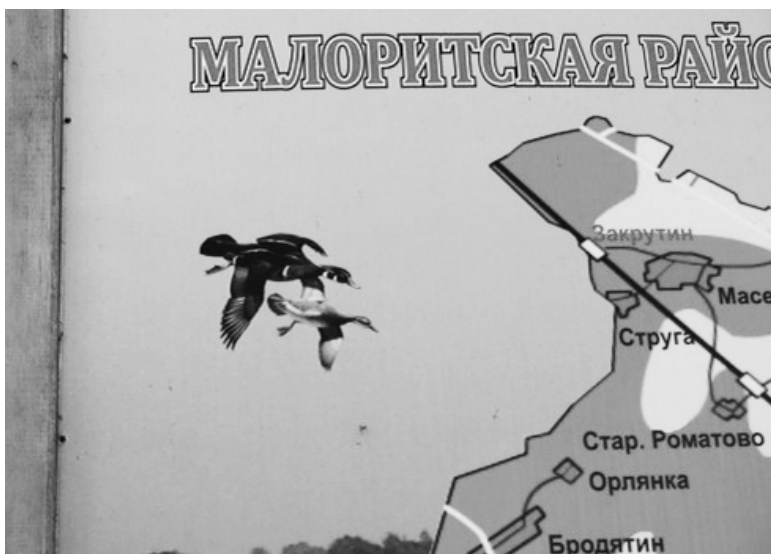 МАЛОРИТСКАЯ РАЙО
Закрутин
Масе
Струга
Стар. Роматово
Орлянка
Бродятин